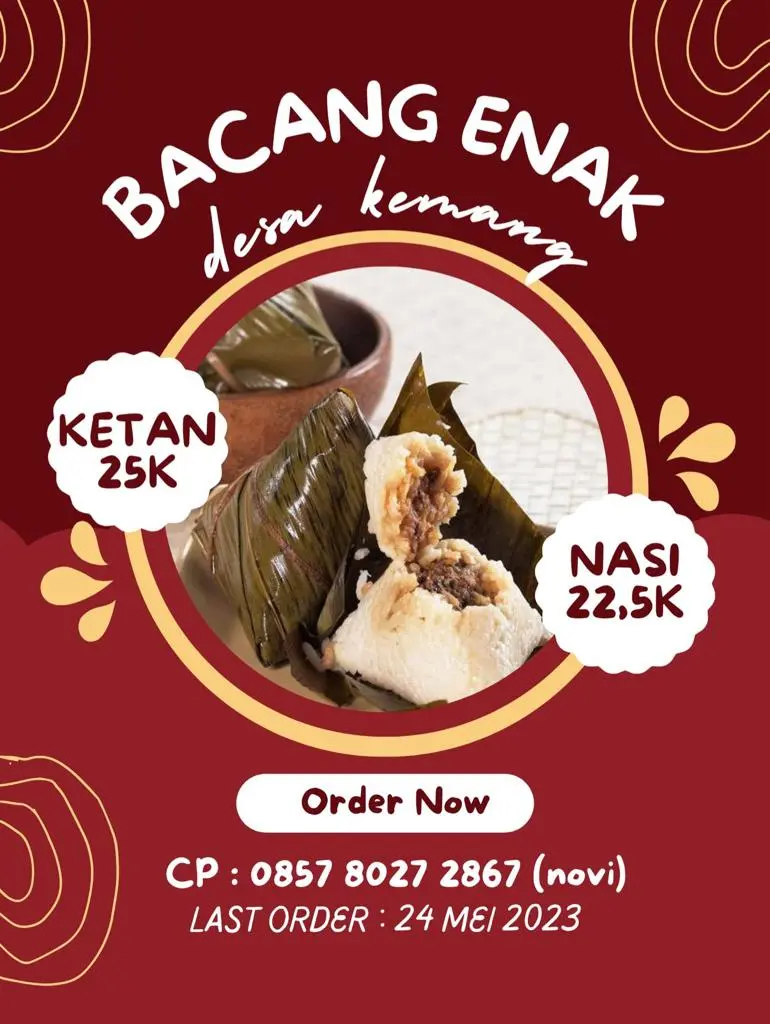 BACANG ENAK
desa kemang
KETAN
25K
NASI
22,5K
Order Now
CP : 0857 8027 2867 (novi)
LAST ORDER : 24 MEI 2023